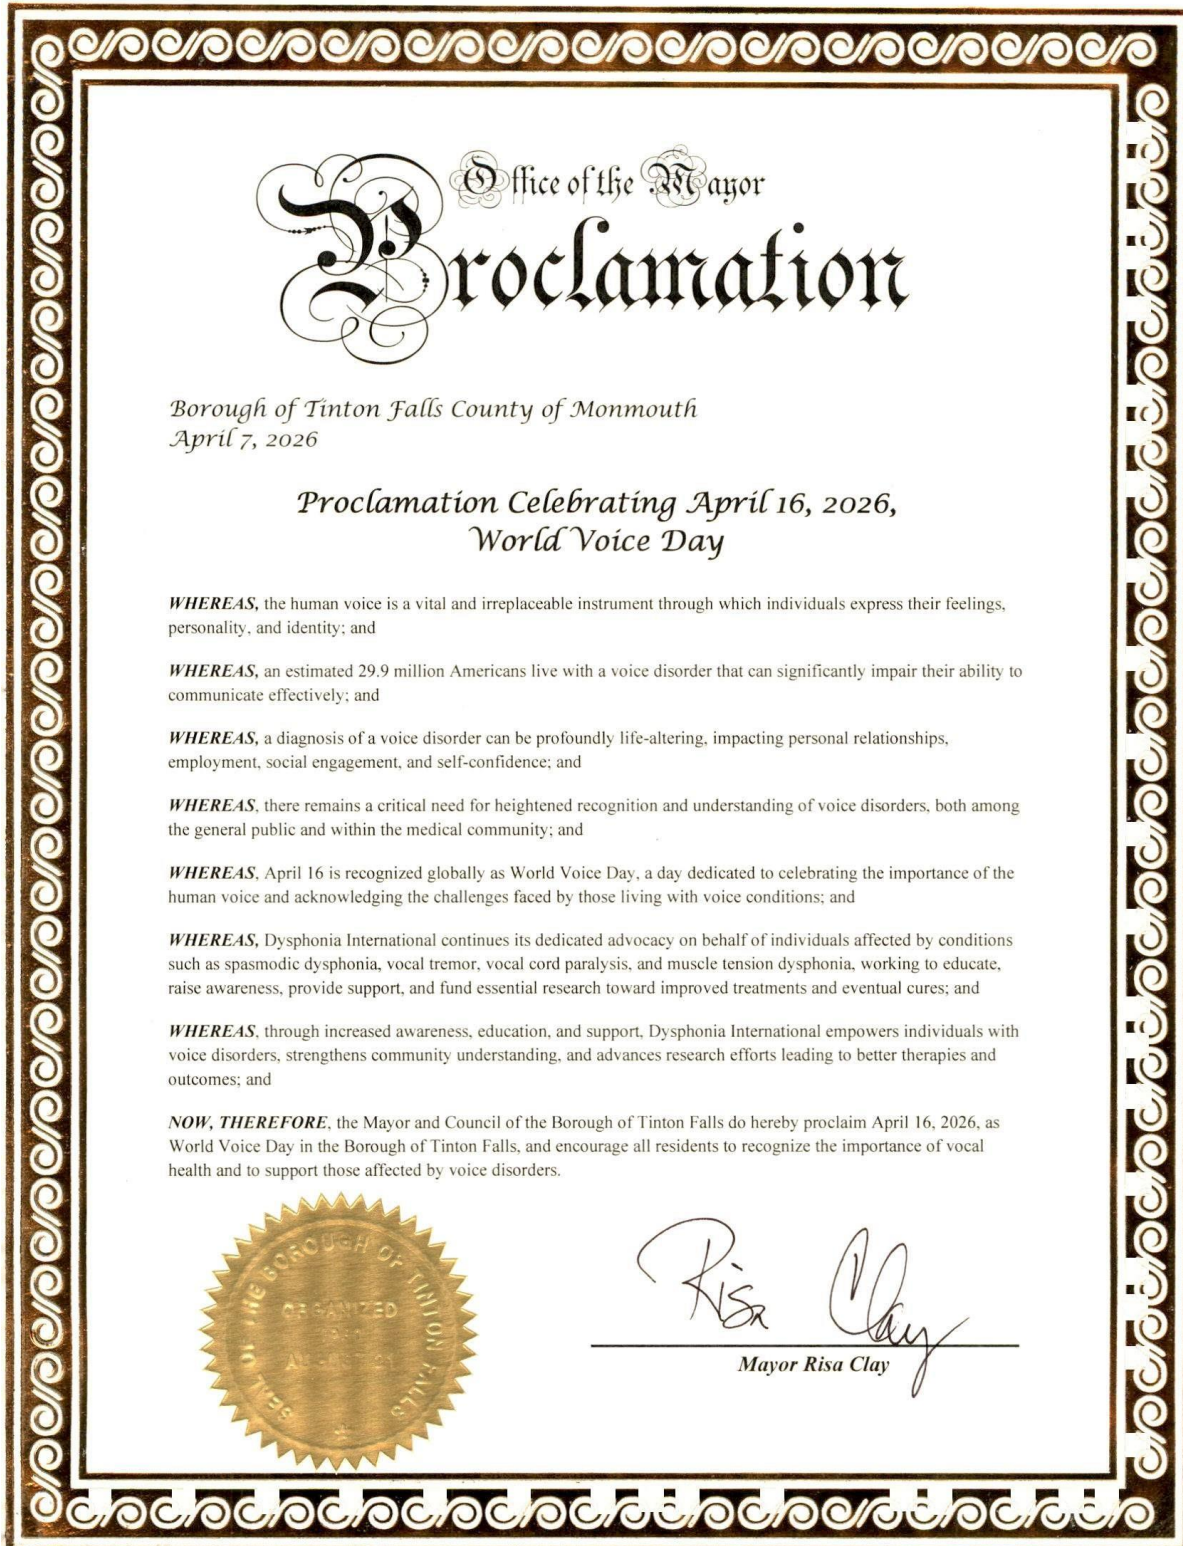 Office of the Mayor
Proclamation
Borough of Tinton Falls County of Monmouth
April 7, 2026
Proclamation Celebrating April 16, 2026,
World Voice Day
WHEREAS, the human voice is a vital and irreplaceable instrument through which individuals express their feelings,
personality, and identity; and
WHEREAS, an estimated 29.9 million Americans live with a voice disorder that can significantly impair their ability to
communicate effectively; and
WHEREAS, a diagnosis of a voice disorder can be profoundly life-altering, impacting personal relationships,
employment, social engagement, and self-confidence; and
WHEREAS, there remains a critical need for heightened recognition and understanding of voice disorders, both among
the general public and within the medical community; and
WHEREAS, April 16 is recognized globally as World Voice Day, a day dedicated to celebrating the importance of the
human voice and acknowledging the challenges faced by those living with voice conditions; and
WHEREAS, Dysphonia International continues its dedicated advocacy on behalf of individuals affected by conditions
such as spasmodic dysphonia, vocal tremor, vocal cord paralysis, and muscle tension dysphonia, working to educate,
raise awareness, provide support, and fund essential research toward improved treatments and eventual cures; and
WHEREAS, through increased awareness, education, and support, Dysphonia International empowers individuals with
voice disorders, strengthens community understanding, and advances research efforts leading to better therapies and
outcomes; and
NOW, THEREFORE, the Mayor and Council of the Borough of Tinton Falls do hereby proclaim April 16, 2026, as
World Voice Day in the Borough of Tinton Falls, and encourage all residents to recognize the importance of vocal
health and to support those affected by voice disorders.
SEAL OF THE BOROUGH OF TINTON FALLS
ORGANIZED
Risa Clay
Mayor Risa Clay